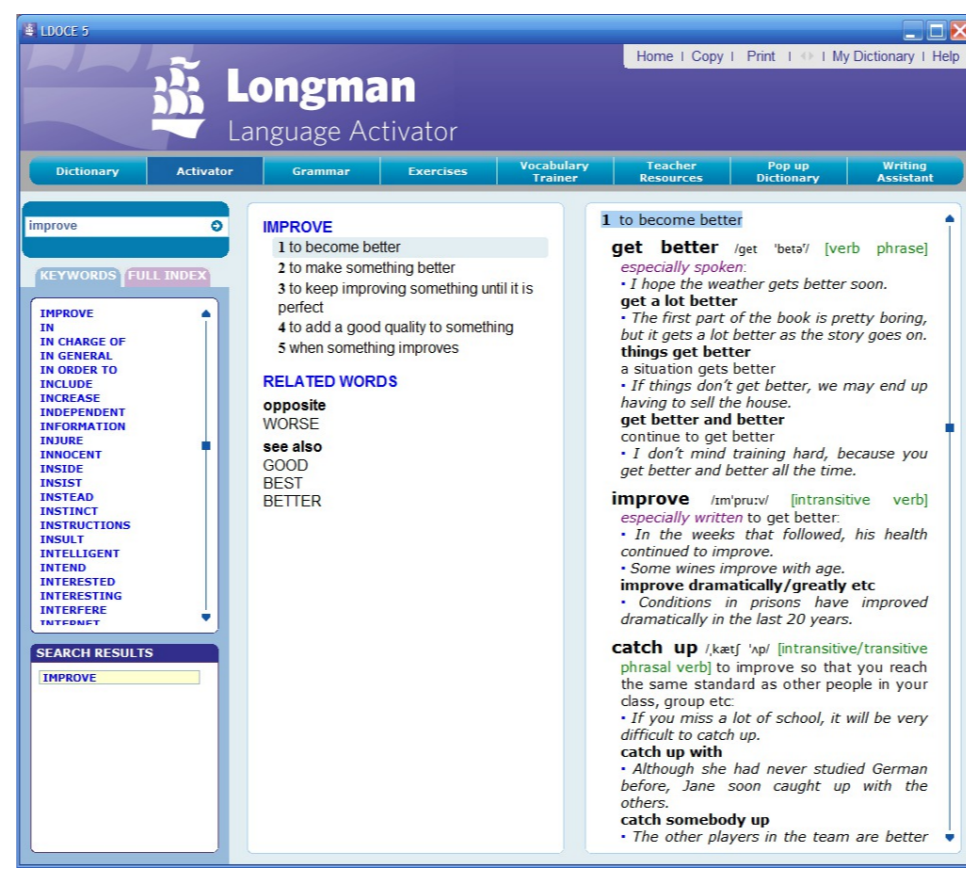 LDOCE 5
Home | Copy | Print | <> | My Dictionary | Help
Longman
Language Activator
Dictionary
Activator
Grammar
Exercises
Vocabulary
Trainer
Teacher
Resources
Pop up
Dictionary
Writing
Assistant
improve
KEYWORDS
FULL INDEX
IMPROVE
IN
IN CHARGE OF
IN GENERAL
IN ORDER TO
INCLUDE
INCREASE
INDEPENDENT
INFORMATION
INJURE
INNOCENT
INSIDE
INSIST
INSTEAD
INSTINCT
INSTRUCTIONS
INSULT
INTELLIGENT
INTEND
INTERESTED
INTERESTING
INTERFERE
INTERNET
SEARCH RESULTS
IMPROVE
IMPROVE
1 to become better
2 to make something better
3 to keep improving something until it is
perfect
4 to add a good quality to something
5 when something improves
RELATED WORDS
opposite
WORSE
see also
GOOD
BEST
BETTER
1 to become better
get better /get ˈbetəʳ/ [verb phrase]
especially spoken:
• I hope the weather gets better soon.
get a lot better
• The first part of the book is pretty boring,
but it gets a lot better as the story goes on.
things get better
a situation gets better
• If things don't get better, we may end up
having to sell the house.
get better and better
continue to get better
• I don't mind training hard, because you
get better and better all the time.
improve /ɪmˈpruːv/ [intransitive verb]
especially written to get better:
• In the weeks that followed, his health
continued to improve.
• Some wines improve with age.
improve dramatically/greatly etc
• Conditions in prisons have improved
dramatically in the last 20 years.
catch up /ˌkætʃ ˈʌp/ [intransitive/transitive
phrasal verb] to improve so that you reach
the same standard as other people in your
class, group etc:
• If you miss a lot of school, it will be very
difficult to catch up.
catch up with
• Although she had never studied German
before, Jane soon caught up with the
others.
catch somebody up
• The other players in the team are better